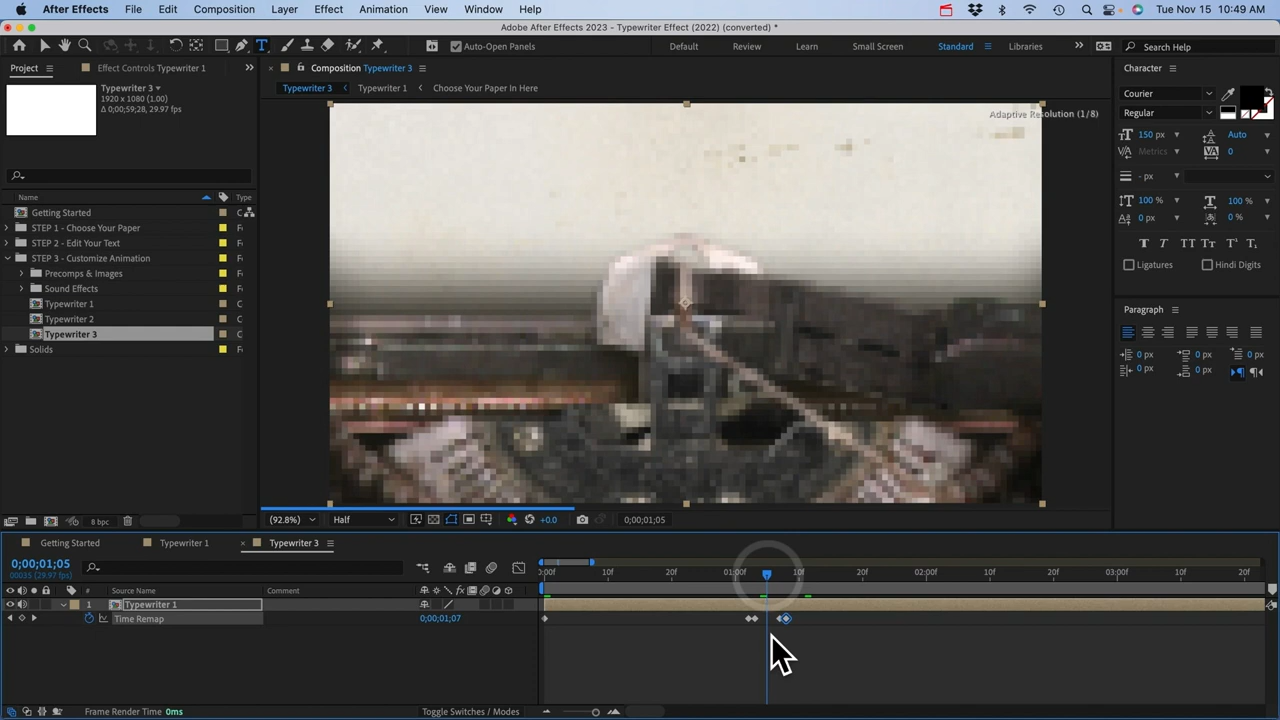 After Effects File Edit Composition Layer Effect Animation View Window Help Tue Nov 15 10:49 AM
Adobe After Effects 2023 - Typewriter Effect (2022) (converted) *
Auto-Open Panels Default Review Learn Small Screen Standard Libraries Search Help
Project Effect Controls Typewriter 1
Composition Typewriter 3
Character
Typewriter 3
1920 x 1080 (1.00)
Δ 0;00;59;28, 29.97 fps
Typewriter 3 Typewriter 1 Choose Your Paper In Here
Adaptive Resolution (1/8)
Courier
Regular
150 px Auto
Metrics 0
- px
100 % 100 %
0 px 0 %
T T TT Tt
Ligatures Hindi Digits
Paragraph
0 px 0 px 0 px
0 px 0 px
Name Type
Getting Started C
STEP 1 - Choose Your Paper F
STEP 2 - Edit Your Text F
STEP 3 - Customize Animation F
Precomps & Images F
Sound Effects F
Typewriter 1 C
Typewriter 2 C
Typewriter 3 C
Solids F
8 bpc
(92.8%) Half +0.0 0;00;01;05
Getting Started Typewriter 1 Typewriter 3
0;00;01;05
00035 (29.97 fps)
0:00f 10f 20f 01:00f 10f 20f 02:00f 10f 20f 03:00f 10f 20f
# Source Name Comment
1 Typewriter 1
Time Remap 0;00;01;07
Frame Render Time 0ms Toggle Switches / Modes